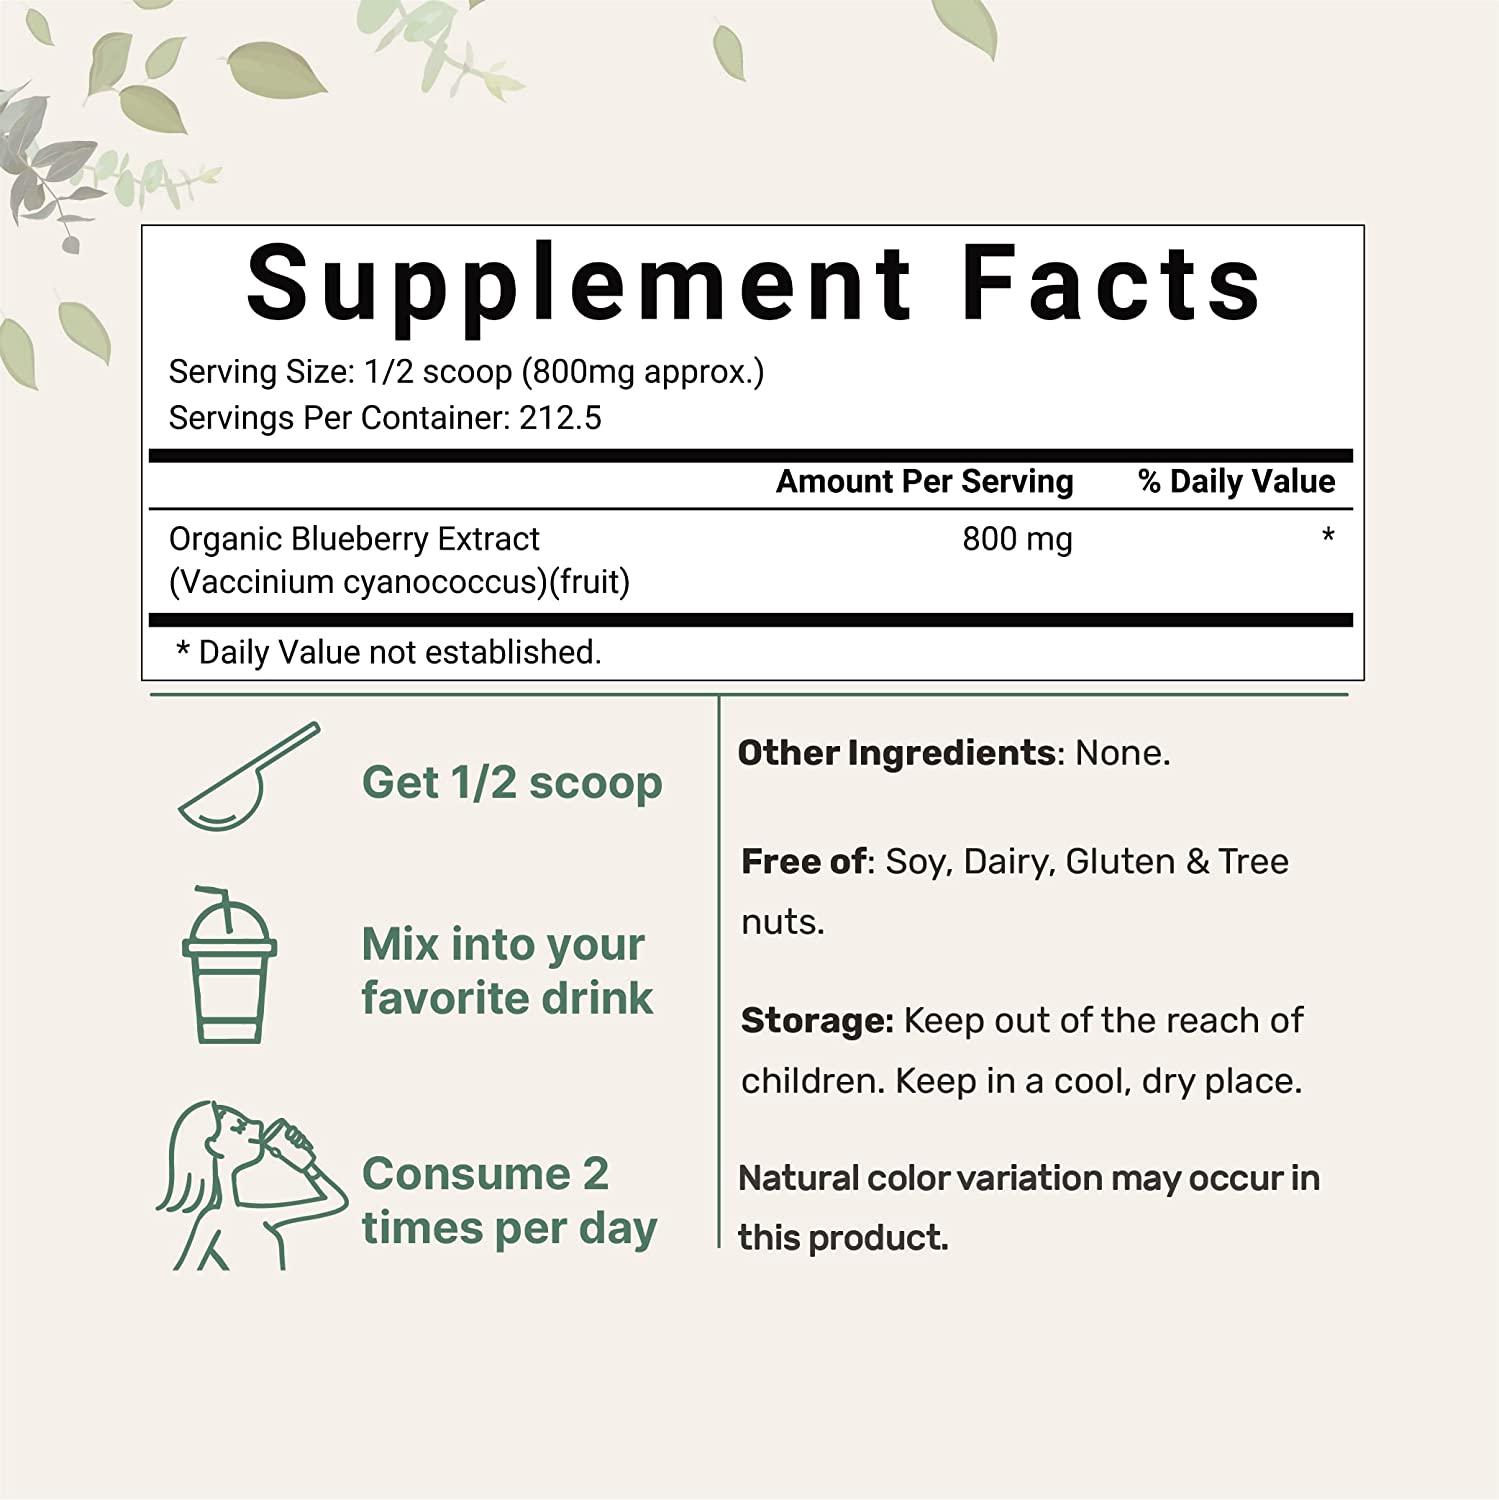 Supplement Facts
Serving Size: 1/2 scoop (800mg approx.)
Servings Per Container: 212.5
Amount Per Serving % Daily Value
Organic Blueberry Extract 800 mg *
(Vaccinium cyanococcus)(fruit)
* Daily Value not established.
Get 1/2 scoop
Mix into your
favorite drink
Consume 2
times per day
Other Ingredients: None.
Free of: Soy, Dairy, Gluten & Tree
nuts.
Storage: Keep out of the reach of
children. Keep in a cool, dry place.
Natural color variation may occur in
this product.